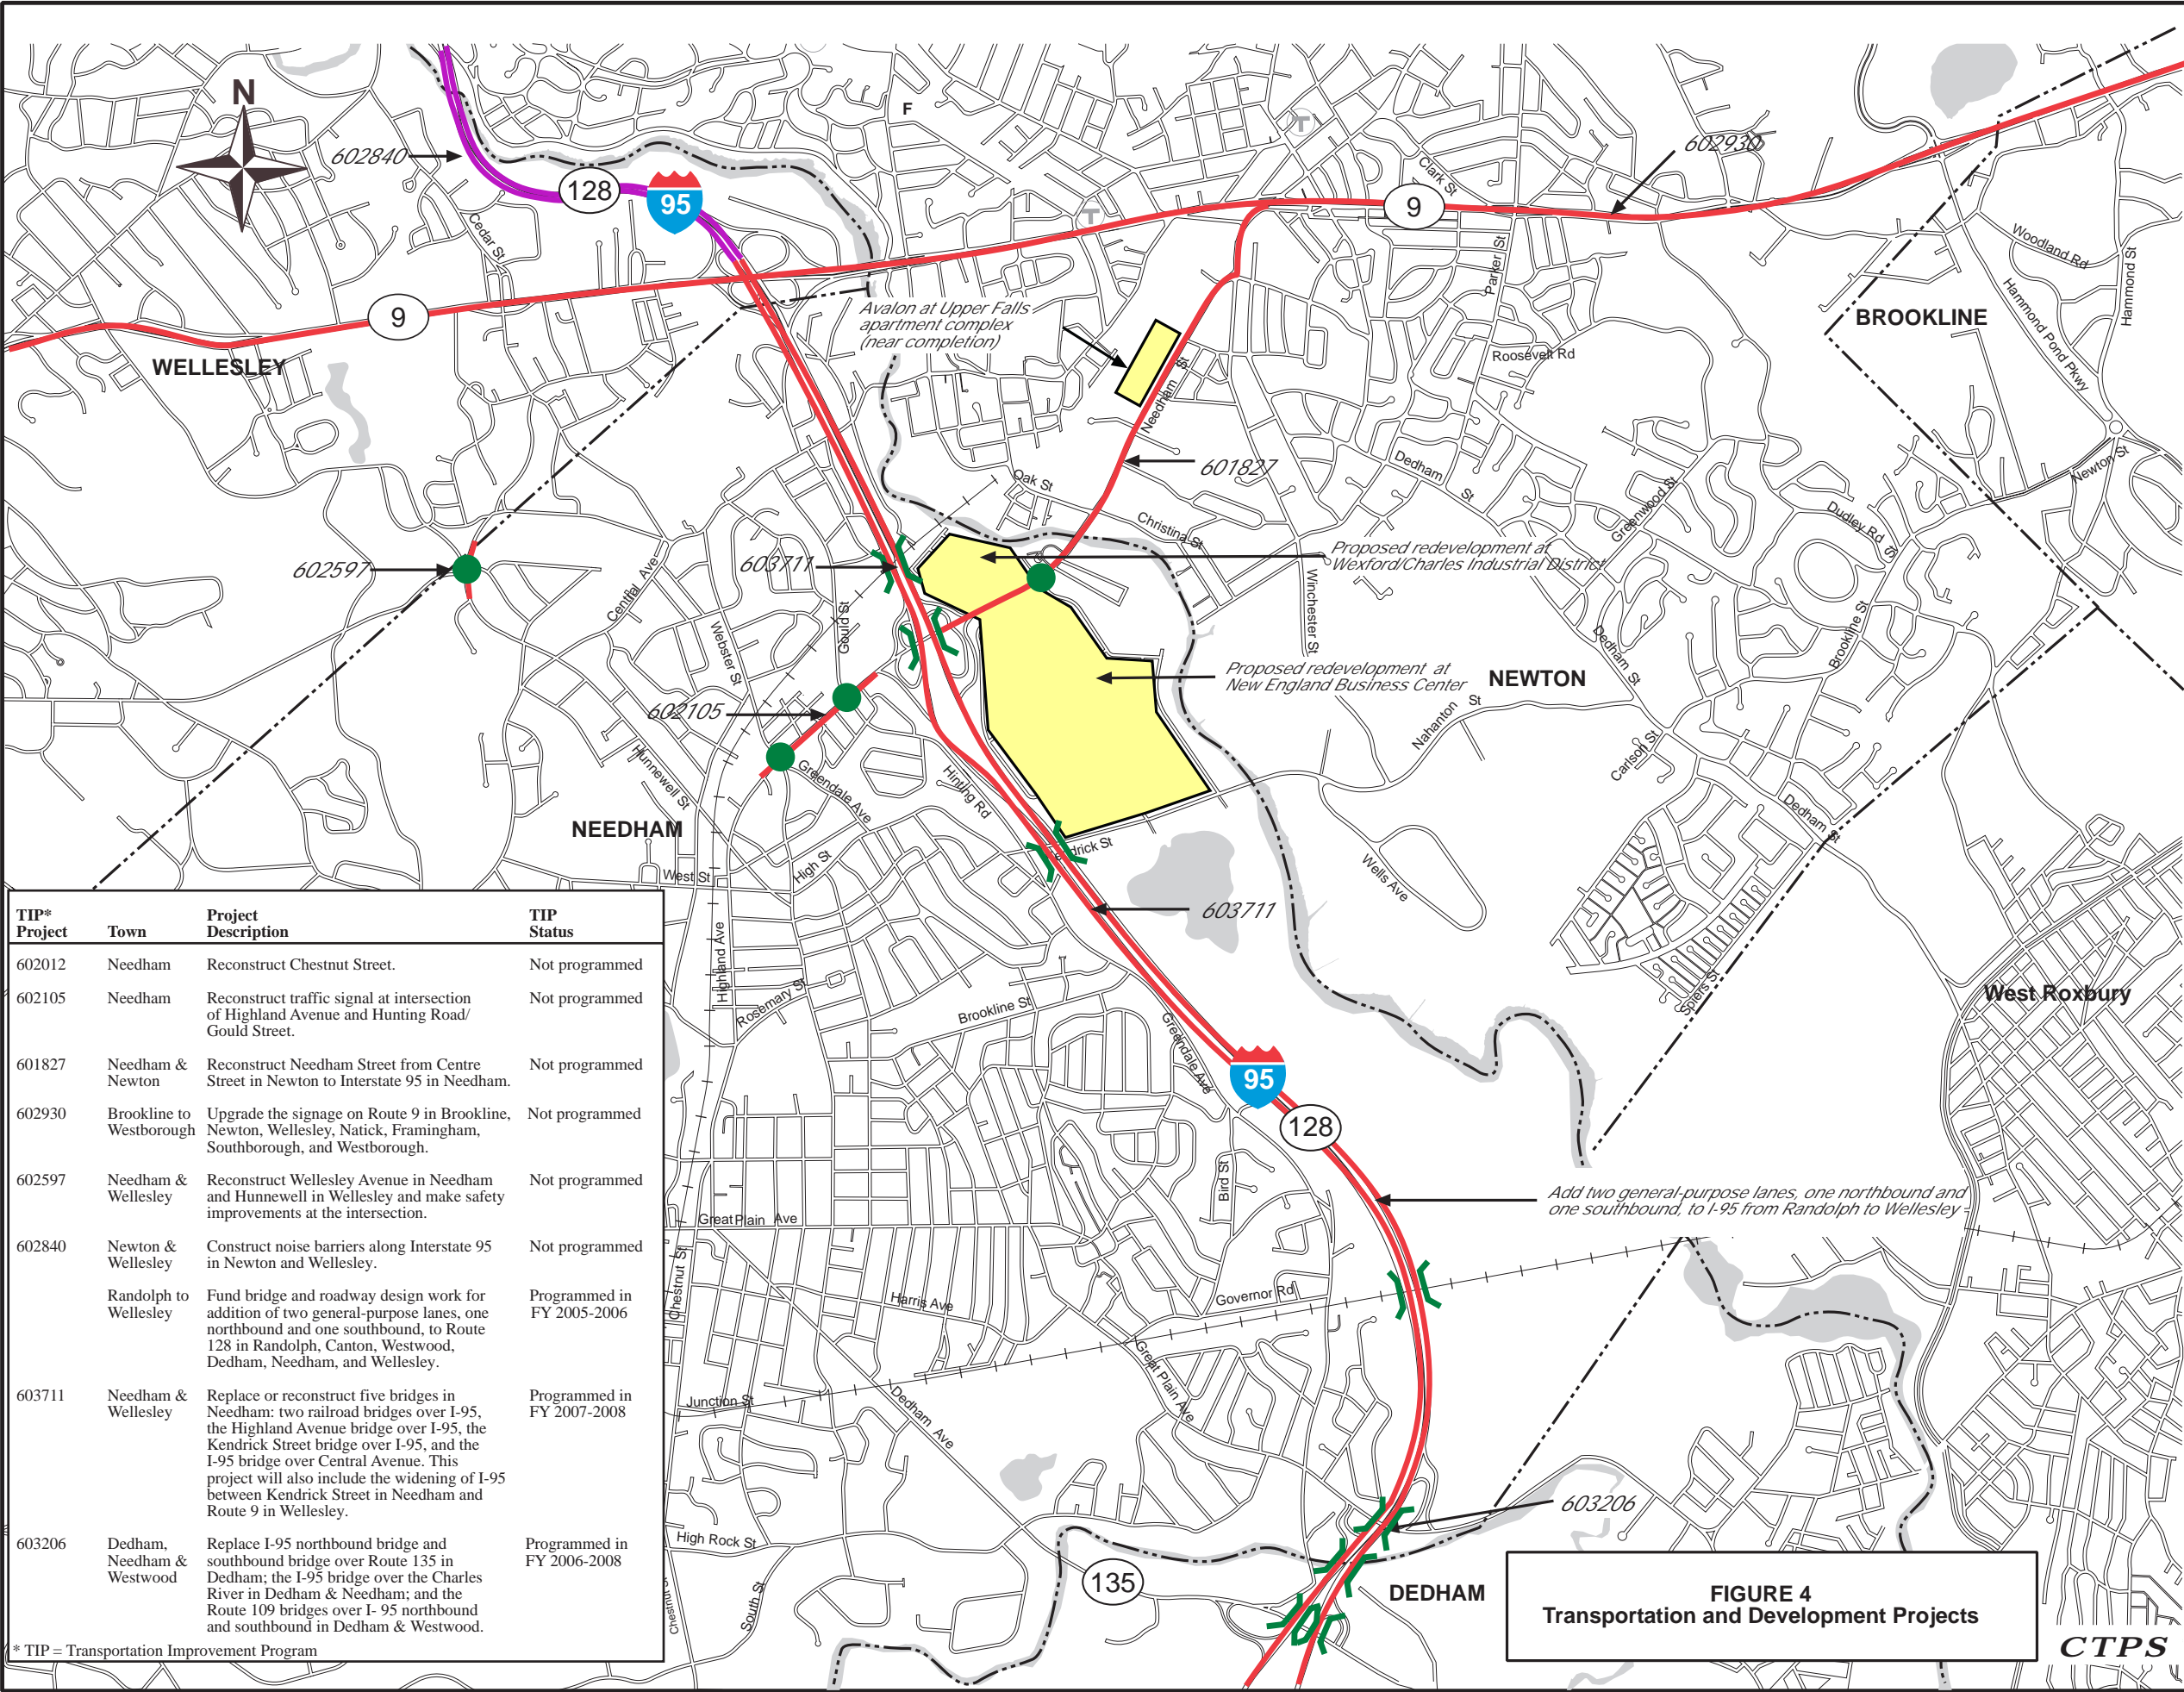 N
F
602840
128
95
9
9
602930
Clark St
Cedar St
Parker St
Woodland Rd
Hammond St
Hammond Pond Pkwy
BROOKLINE
WELLESLEY
Avalon at Upper Falls
apartment complex
(near completion)
Roosevelt Rd
Needham St
601827
Oak St
Christina St
Dedham St
Greenwood St
Dudley Rd
St
Newton St
602597
603711
Central Ave
Gould St
Webster St
Proposed redevelopment at
Wexford/Charles Industrial District
Winchester St
Dedham St
Brookline St
Proposed redevelopment at
New England Business Center
NEWTON
602105
Nahanton St
Carlson St
Hunnewell St
Greendale Ave
Hinting Rd
Dedham St
NEEDHAM
High St
West St
drick St
Wells Ave
603711
Highland Ave
Rosemary St
Brookline St
Greendale Ave
Spiers St
West Roxbury
95
128
Bird St
Add two general-purpose lanes, one northbound and
one southbound, to I-95 from Randolph to Wellesley
Great Plain Ave
Chestnut St
Harris Ave
Governor Rd
Great Plain Ave
Junction St
Dedham Ave
603206
High Rock St
135
South St
Chestnut St
DEDHAM
TIP*
Project Town Project
Description TIP
Status
602012 Needham Reconstruct Chestnut Street. Not programmed
602105 Needham Reconstruct traffic signal at intersection Not programmed
of Highland Avenue and Hunting Road/
Gould Street.
601827 Needham & Reconstruct Needham Street from Centre Not programmed
Newton Street in Newton to Interstate 95 in Needham.
602930 Brookline to Upgrade the signage on Route 9 in Brookline, Not programmed
Westborough Newton, Wellesley, Natick, Framingham,
Southborough, and Westborough.
602597 Needham & Reconstruct Wellesley Avenue in Needham Not programmed
Wellesley and Hunnewell in Wellesley and make safety
improvements at the intersection.
602840 Newton & Construct noise barriers along Interstate 95 Not programmed
Wellesley in Newton and Wellesley.
Randolph to Fund bridge and roadway design work for Programmed in
Wellesley addition of two general-purpose lanes, one FY 2005-2006
northbound and one southbound, to Route
128 in Randolph, Canton, Westwood,
Dedham, Needham, and Wellesley.
603711 Needham & Replace or reconstruct five bridges in Programmed in
Wellesley Needham: two railroad bridges over I-95, FY 2007-2008
the Highland Avenue bridge over I-95, the
Kendrick Street bridge over I-95, and the
I-95 bridge over Central Avenue. This
project will also include the widening of I-95
between Kendrick Street in Needham and
Route 9 in Wellesley.
603206 Dedham, Replace I-95 northbound bridge and Programmed in
Needham & southbound bridge over Route 135 in FY 2006-2008
Westwood Dedham; the I-95 bridge over the Charles
River in Dedham & Needham; and the
Route 109 bridges over I- 95 northbound
and southbound in Dedham & Westwood.
* TIP = Transportation Improvement Program
FIGURE 4
Transportation and Development Projects
CTPS